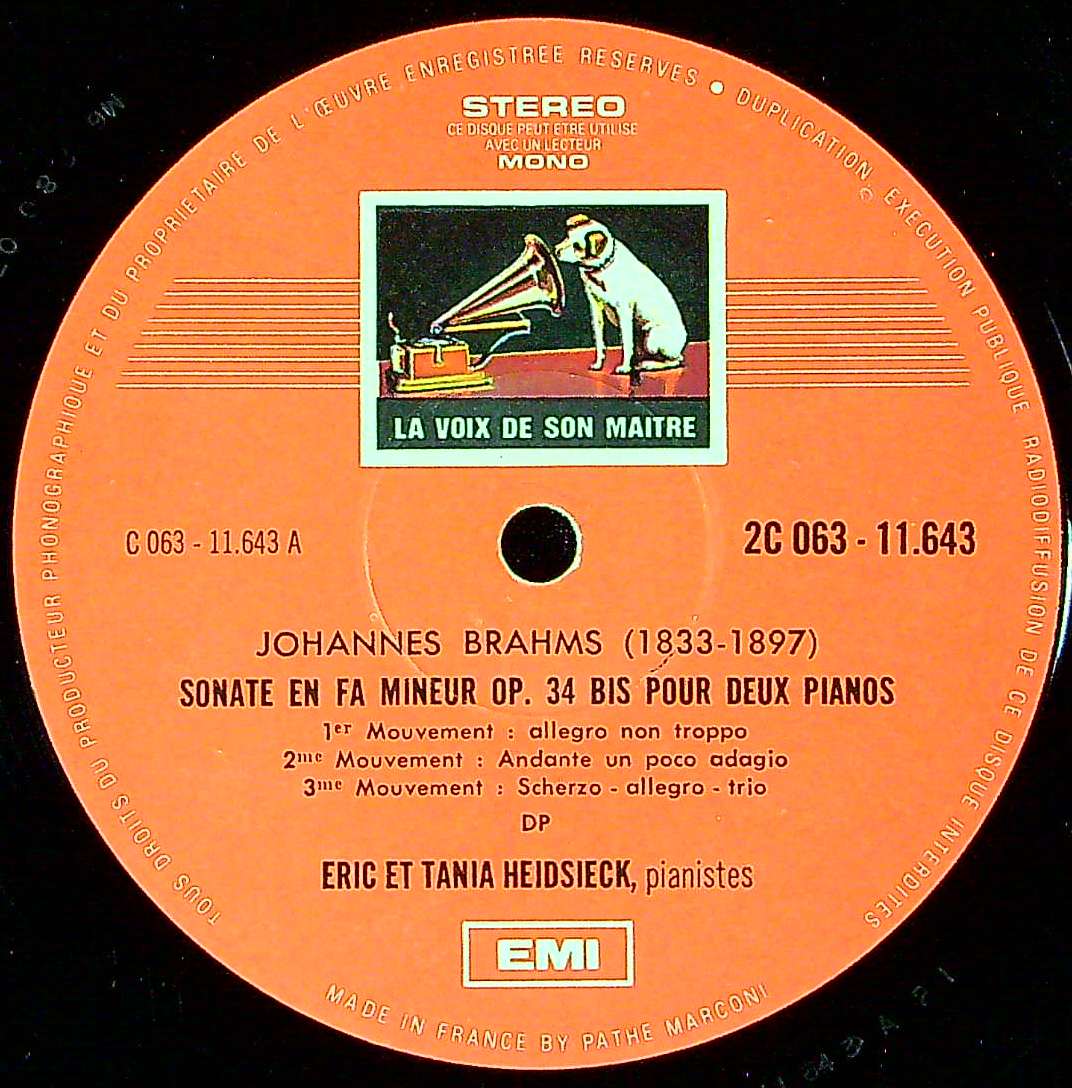 TOUS DROITS DU PRODUCTEUR PHONOGRAPHIQUE ET DU PROPRIETAIRE DE L'ŒUVRE ENREGISTREE RESERVES • DUPLICATION EXECUTION PUBLIQUE RADIODIFFUSION DE CE DISQUE INTERDITES
STEREO
CE DISQUE PEUT ETRE UTILISE
AVEC UN LECTEUR
MONO
LA VOIX DE SON MAITRE
C 063 - 11.643 A
2C 063 - 11.643
JOHANNES BRAHMS (1833-1897)
SONATE EN FA MINEUR OP. 34 BIS POUR DEUX PIANOS
1er Mouvement : allegro non troppo
2me Mouvement : Andante un poco adagio
3me Mouvement : Scherzo - allegro - trio
DP
ERIC ET TANIA HEIDSIECK, pianistes
EMI
MADE IN FRANCE BY PATHE MARCONI